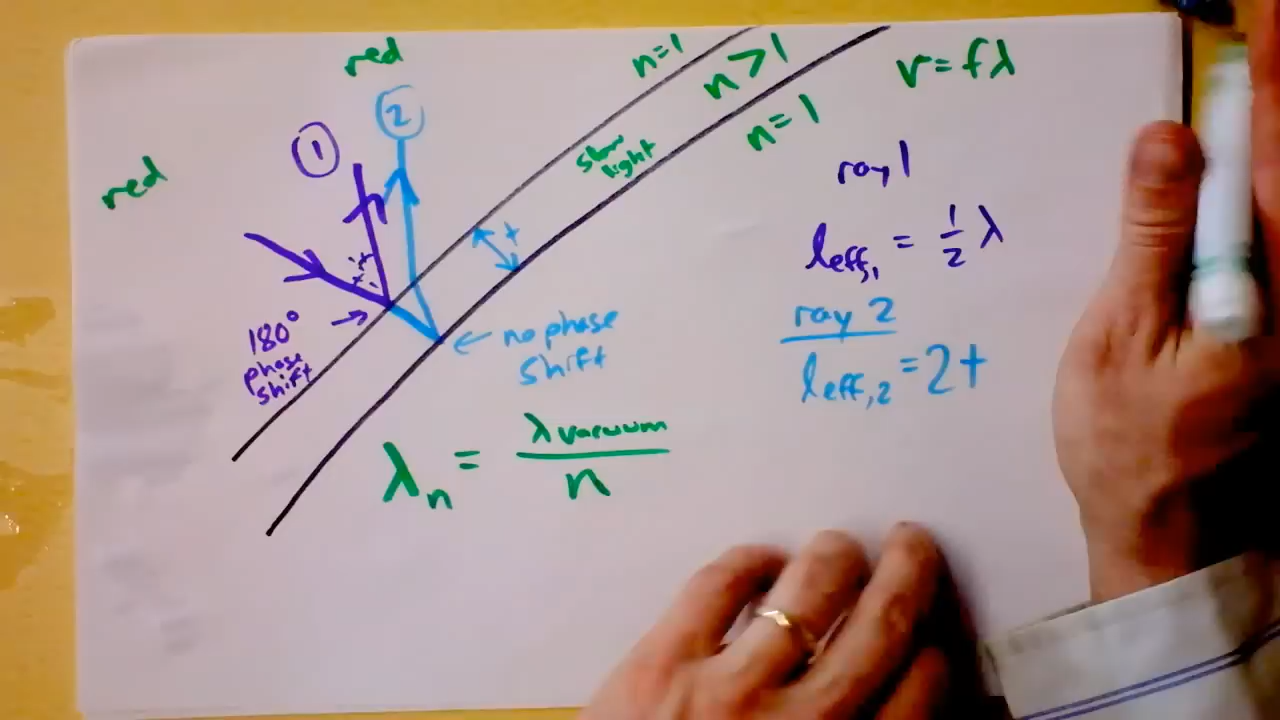 red
red
①
②
n=1
n>1
n=1
slow
light
t
v=fλ
180°
phase
shift
← no phase
shift
λₙ = λvacuum/n
ray 1
leff,1 = 1/2 λ
ray 2
leff,2 = 2t